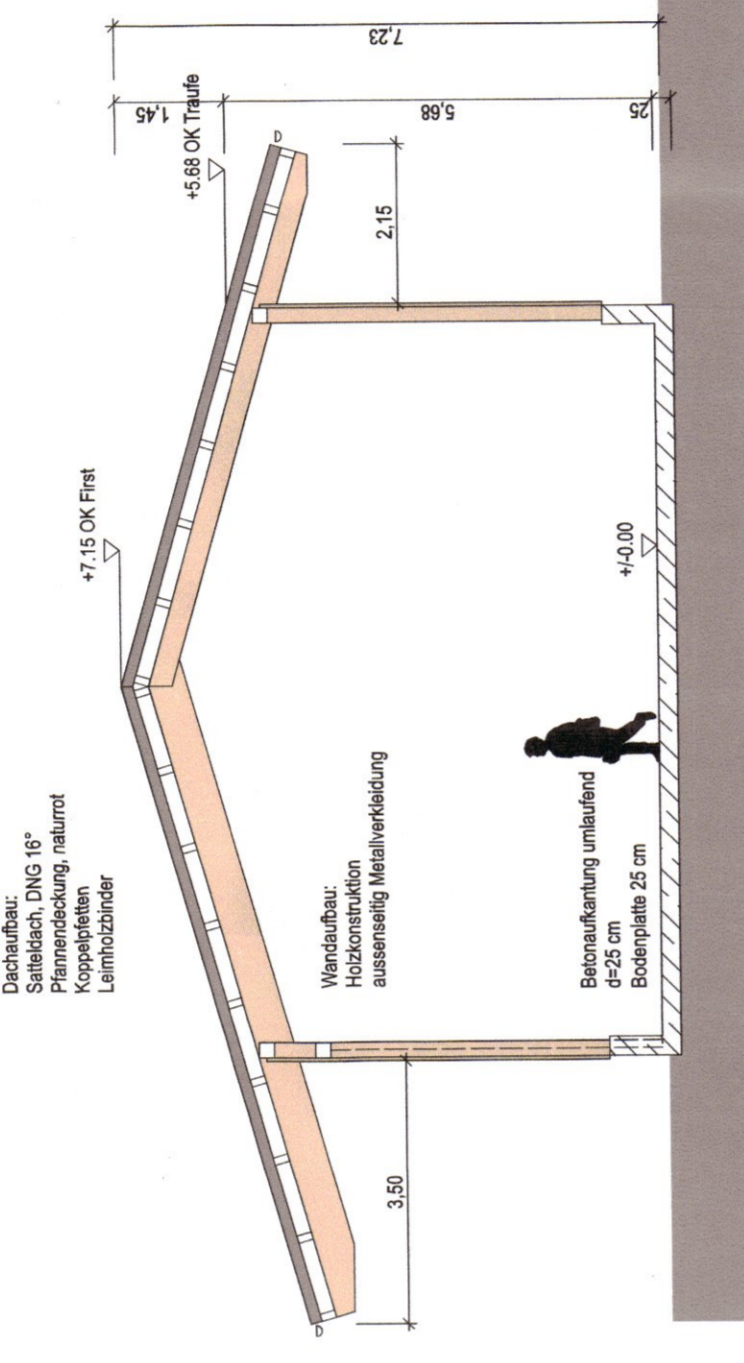 Dachaufbau:
Satteldach, DNG 16°
Pfannendeckung, naturrot
Koppelpfetten
Leimholzbinder
+7.15 OK First
+5.68 OK Traufe
1,45
7,23
5,68
25
2,15
3,50
D
D
Wandaufbau:
Holzkonstruktion
aussenseitig Metallverkleidung
+/-0.00
Betonaufkantung umlaufend
d=25 cm
Bodenplatte 25 cm